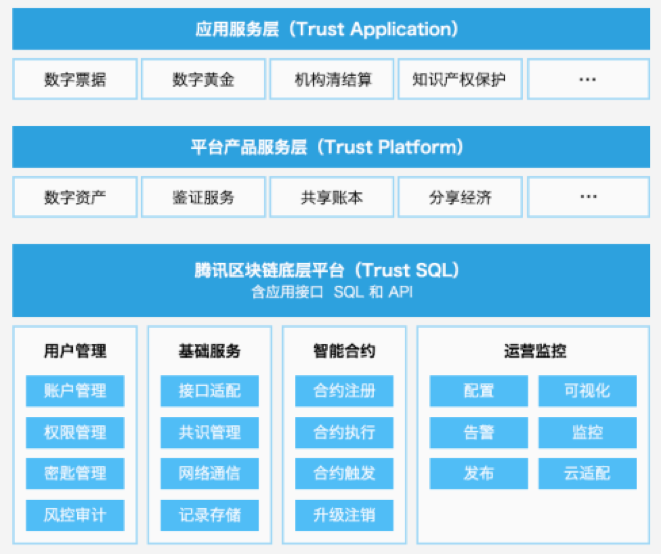 应用服务层（Trust Application）
数字票据 数字黄金 机构清结算 知识产权保护 ...
平台产品服务层（Trust Platform）
数字资产 鉴证服务 共享账本 分享经济 ...
腾讯区块链底层平台（Trust SQL）
含应用接口 SQL 和 API
用户管理 基础服务 智能合约 运营监控
账户管理 接口适配 合约注册 配置 可视化
权限管理 共识管理 合约执行 告警 监控
密匙管理 网络通信 合约触发 发布 云适配
风控审计 记录存储 升级注销